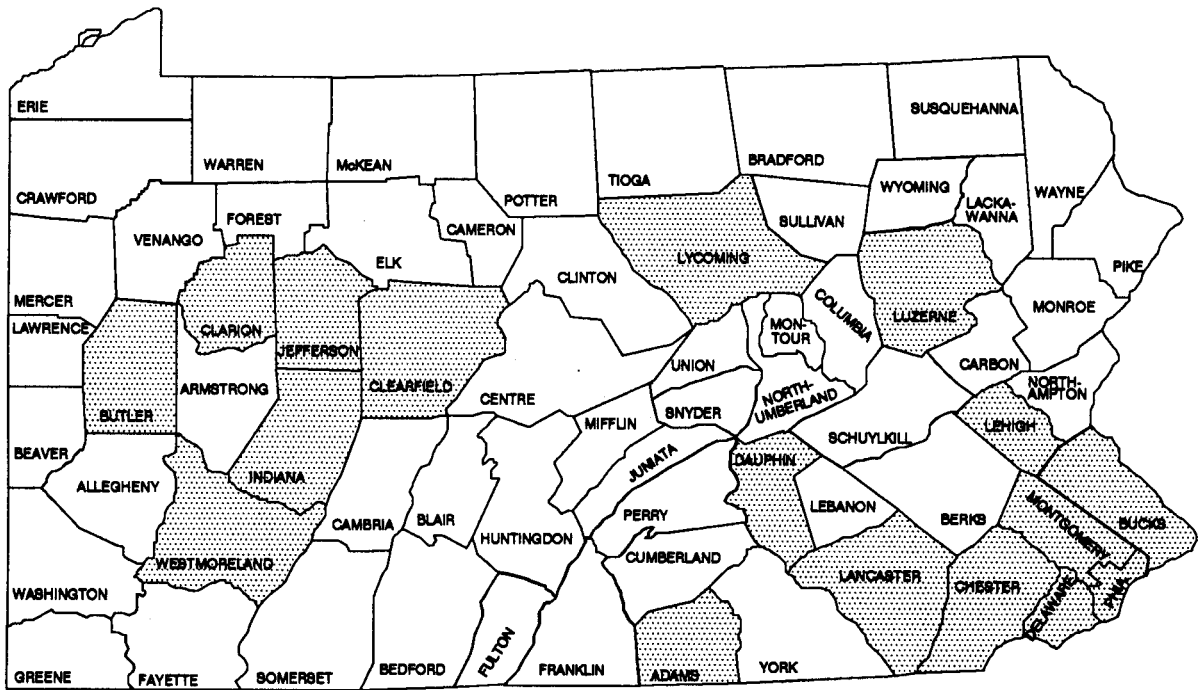 ERIE
SUSQUEHANNA
WARREN
McKEAN
BRADFORD
TIOGA
WYOMING
CRAWFORD
POTTER
WAYNE
LACKA-
WANNA
FOREST
SULLIVAN
CAMERON
VENANGO
LYCOMING
ELK
PIKE
CLINTON
MERCER
MONROE
COLUMBIA
LUZERNE
LAWRENCE
CLARION
MON-
TOUR
JEFFERSON
CARBON
UNION
CLEARFIELD
ARMSTRONG
NORTH-
AMPTON
CENTRE
NORTH-
UMBERLAND
SNYDER
BUTLER
MIFFLIN
LEHIGH
SCHUYLKILL
BEAVER
JUNIATA
DAUPHIN
INDIANA
ALLEGHENY
LEBANON
PERRY
BERKS
MONTGOMERY
BUCKS
CAMBRIA
BLAIR
HUNTINGDON
CUMBERLAND
WESTMORELAND
LANCASTER
CHESTER
WASHINGTON
DELAWARE
PHIA.
FULTON
GREENE
FAYETTE
SOMERSET
BEDFORD
FRANKLIN
ADAMS
YORK